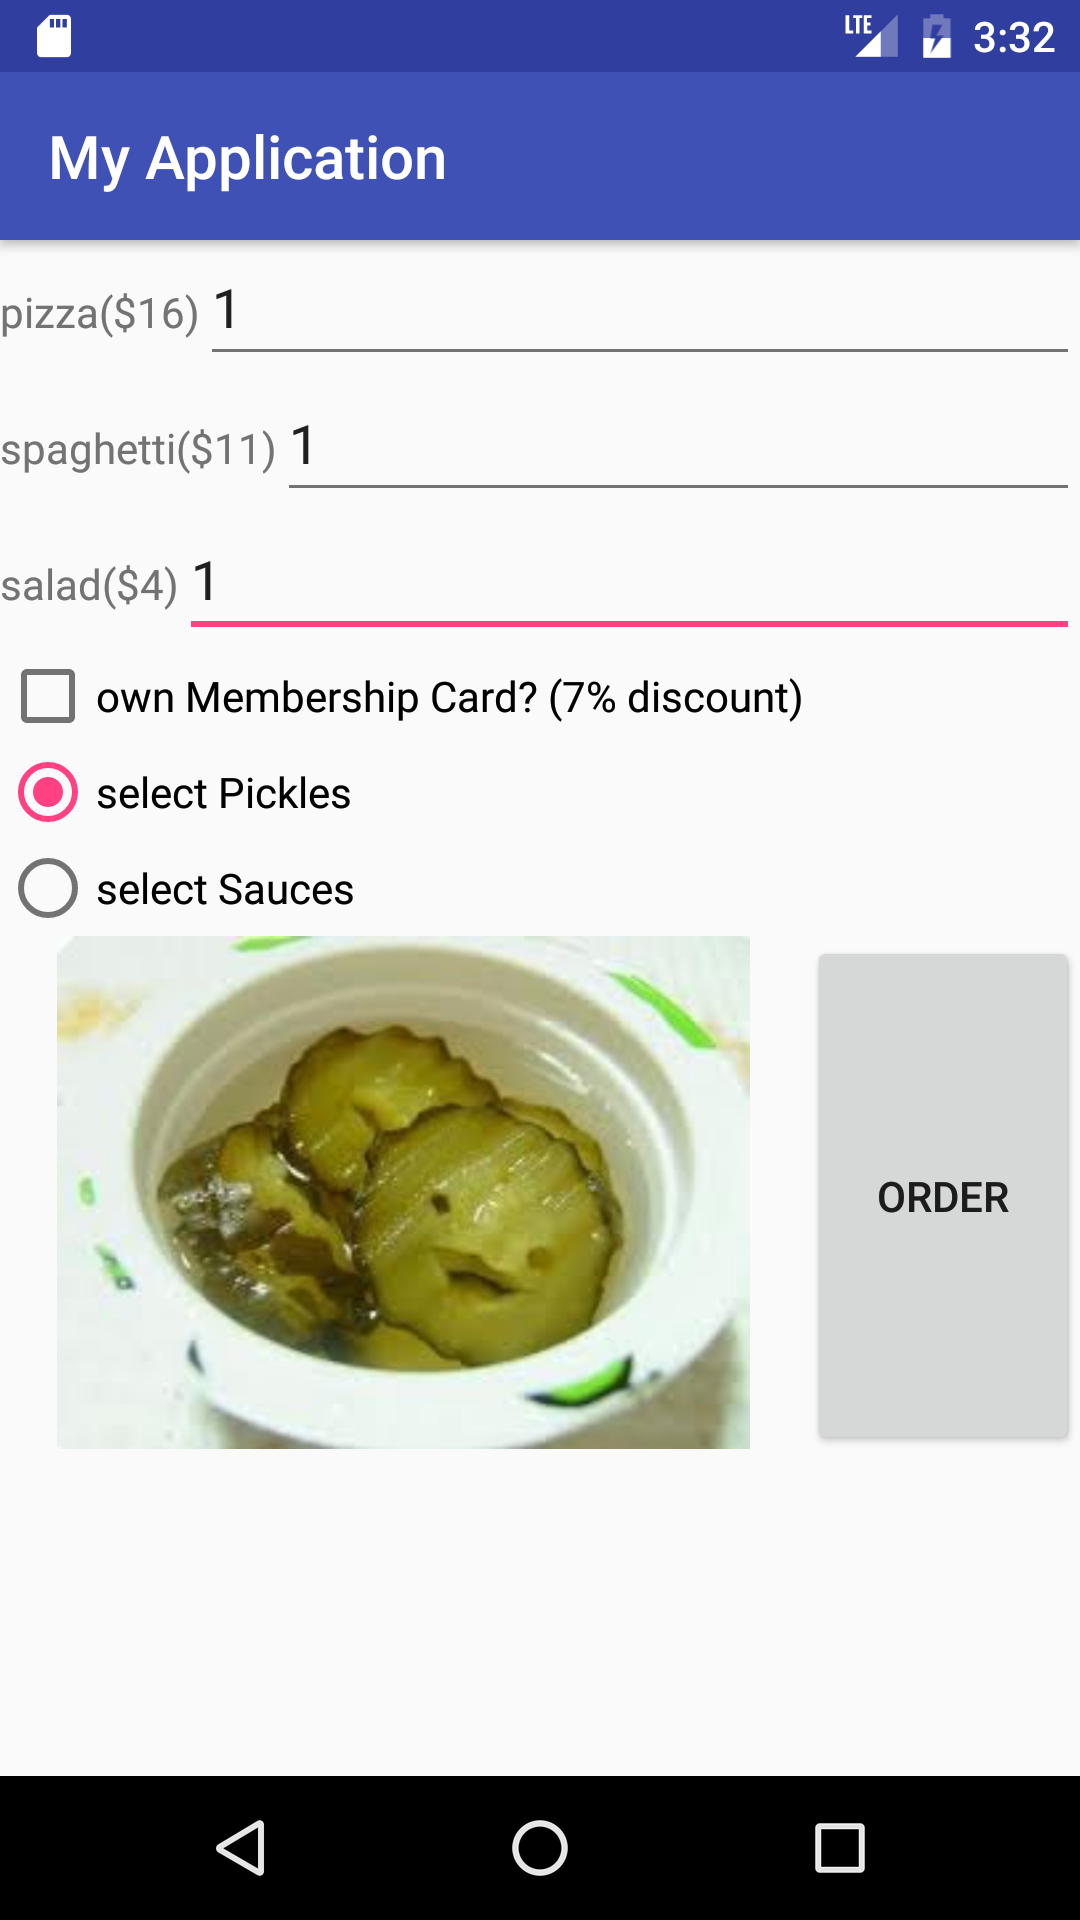 LTE 3:32
My Application
pizza($16) 1
spaghetti($11) 1
salad($4) 1
own Membership Card? (7% discount)
select Pickles
select Sauces
ORDER